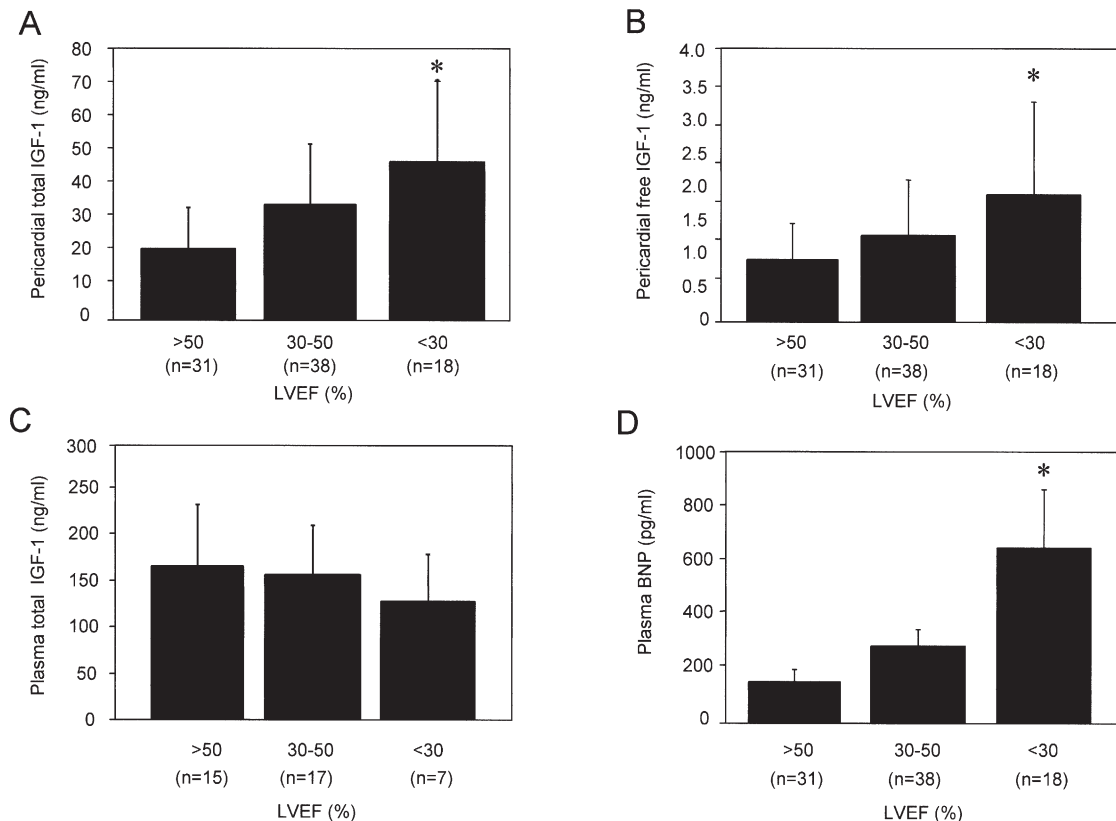 A
Pericardial total IGF-1 (ng/ml)
80
70
60
50
40
30
20
10
0
*
>50
30-50
<30
(n=31)
(n=38)
(n=18)
LVEF (%)
B
Pericardial free IGF-1 (ng/ml)
4.0
3.5
3.0
2.5
2.0
1.5
1.0
0.5
0
*
>50
30-50
<30
(n=31)
(n=38)
(n=18)
LVEF (%)
C
Plasma total IGF-1 (ng/ml)
300
250
200
150
100
50
0
>50
30-50
<30
(n=15)
(n=17)
(n=7)
LVEF (%)
D
Plasma BNP (pg/ml)
1000
800
600
400
200
0
*
>50
30-50
<30
(n=31)
(n=38)
(n=18)
LVEF (%)